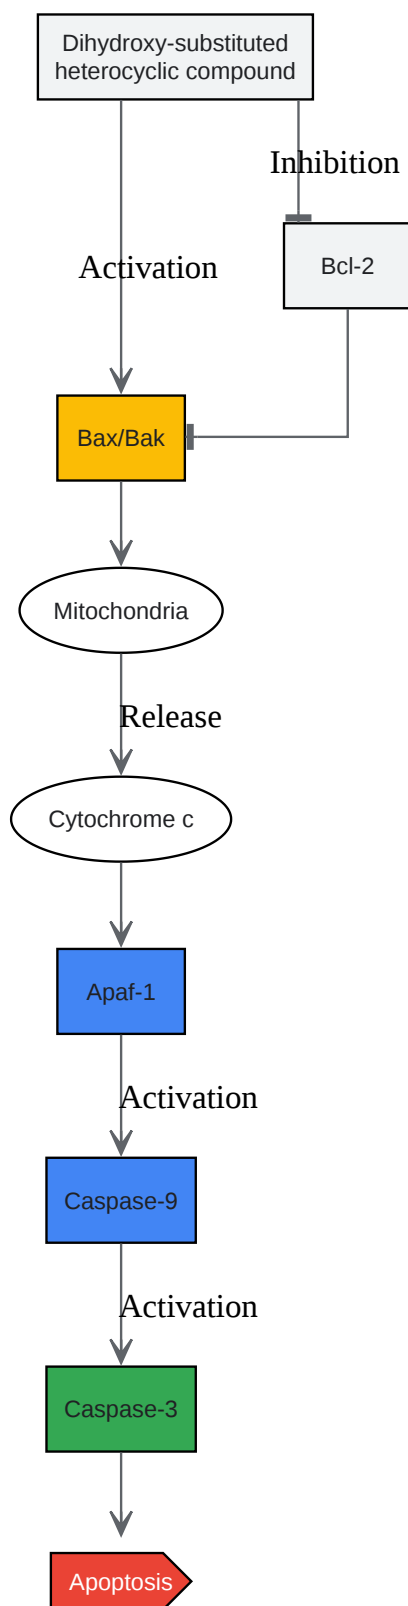 Dihydroxy-substituted
heterocyclic compound
Inhibition
Bcl-2
Activation
Bax/Bak
Mitochondria
Release
Cytochrome c
Apaf-1
Activation
Caspase-9
Activation
Caspase-3
Apoptosis